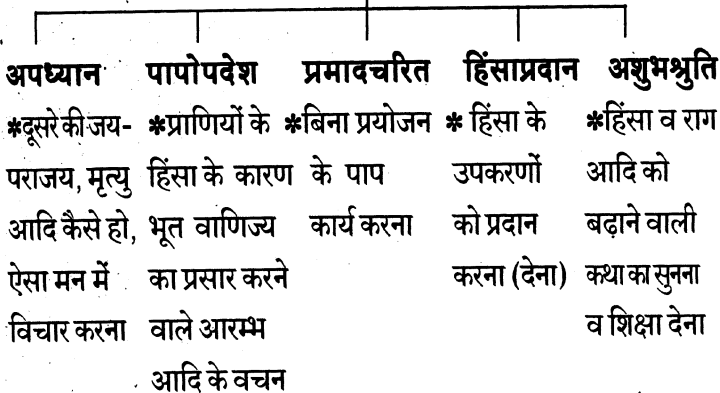 अपध्यान
*दूसरे की जय-
पराजय, मृत्यु
आदि कैसे हो,
ऐसा मन में
विचार करना
पापोपदेश
*प्राणियों के
हिंसा के कारण
भूत वाणिज्य
का प्रसार करने
वाले आरम्भ
आदि के वचन
प्रमादचरित
*बिना प्रयोजन
के पाप
कार्य करना
हिंसाप्रदान
* हिंसा के
उपकरणों
को प्रदान
करना (देना)
अशुभश्रुति
*हिंसा व राग
आदि को
बढ़ाने वाली
कथा का सुनना
व शिक्षा देना